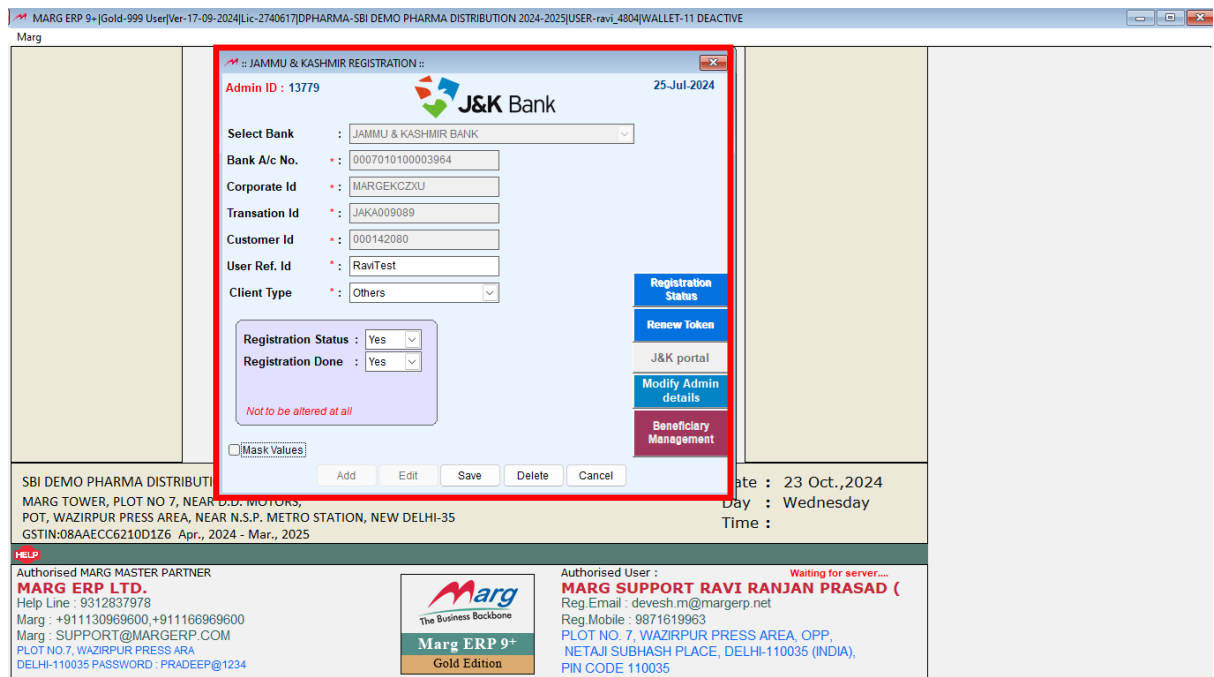 MARG ERP 9+|Gold-999 User|Ver-17-09-2024|Lic-2740617|DPHARMA-SBI DEMO PHARMA DISTRIBUTION 2024-2025|USER-ravi_4804|WALLET-11 DEACTIVE
Marg
:: JAMMU & KASHMIR REGISTRATION ::
Admin ID : 13779
J&K Bank
25-Jul-2024
Select Bank : JAMMU & KASHMIR BANK
Bank A/c No. * : 0007010100003964
Corporate Id * : MARGEKCZXU
Transation Id * : JAKA009089
Customer Id * : 000142080
User Ref. Id * : RaviTest
Client Type * : Others
Registration Status
Renew Token
J&K portal
Modify Admin details
Beneficiary Management
Registration Status : Yes
Registration Done : Yes
Not to be altered at all
Mask Values
Add Edit Save Delete Cancel
SBI DEMO PHARMA DISTRIBUTI
MARG TOWER, PLOT NO 7, NEAR D.D. MOTORS,
POT, WAZIRPUR PRESS AREA, NEAR N.S.P. METRO STATION, NEW DELHI-35
GSTIN:08AAECC6210D1Z6 Apr., 2024 - Mar., 2025
ate : 23 Oct.,2024
Day : Wednesday
Time :
HELP
Authorised MARG MASTER PARTNER
MARG ERP LTD.
Help Line : 9312837978
Marg : +911130969600,+911166969600
Marg : SUPPORT@MARGERP.COM
PLOT NO.7, WAZIRPUR PRESS ARA
DELHI-110035 PASSWORD : PRADEEP@1234
Marg
The Business Backbone
Marg ERP 9+
Gold Edition
Authorised User : Waiting for server....
MARG SUPPORT RAVI RANJAN PRASAD (
Reg.Email : devesh.m@margerp.net
Reg.Mobile : 9871619963
PLOT NO. 7, WAZIRPUR PRESS AREA, OPP,
NETAJI SUBHASH PLACE, DELHI-110035 (INDIA),
PIN CODE 110035